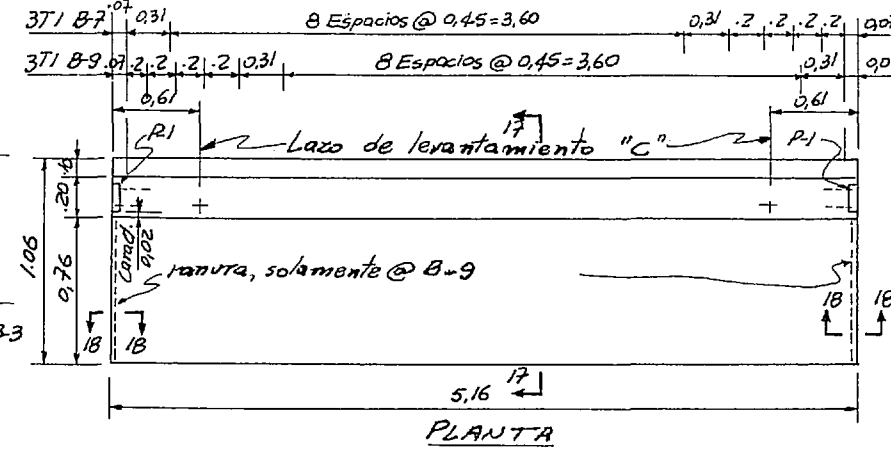 .07
3T1 B-7 0,31 8 Espacios @ 0,45=3,60 0,31 .2 .2 .2 .2 0,0
3T1 B-9 .07 .2 .2 .2 .2 0,31 8 Espacios @ 0,45=3,60 0,31 0,0
0,61 0,61
P-1 Lazo de levantamiento "C" 17 P-1
.20
1.06
0,76
0,02
ranura, solamente @ B-9
B-3
18 18 18 18
17
5,16
PLANTA